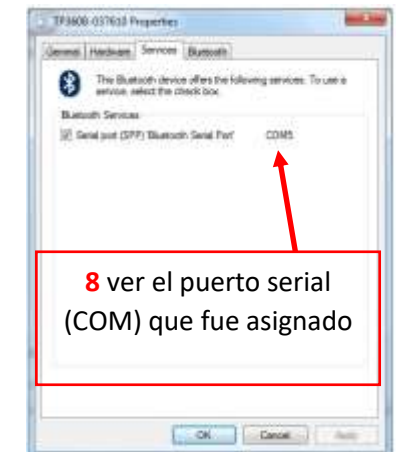 TP3608-037610 Properties
General Hardware Services Bluetooth
The Bluetooth device offers the following services. To use a
service, select the check box.
Bluetooth Services
Serial port (SPP) 'Bluetooth Serial Port' COM5
8 ver el puerto serial
(COM) que fue asignado
OK Cancel Apply